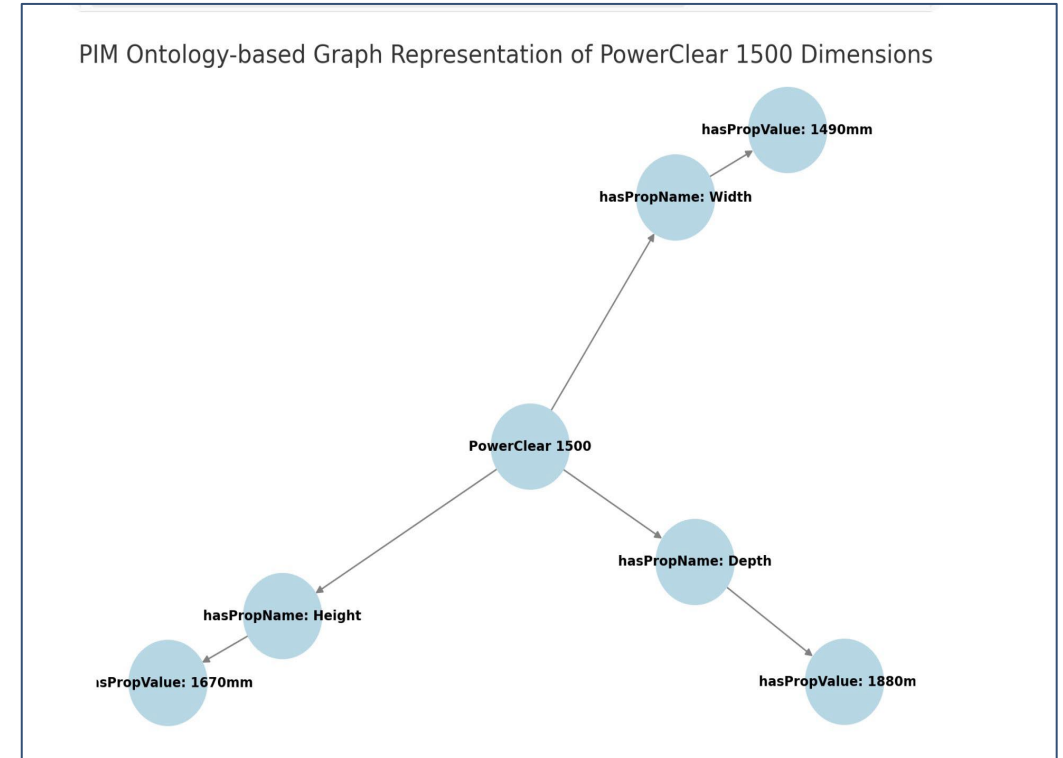 PIM Ontology-based Graph Representation of PowerClear 1500 Dimensions
hasPropValue: 1490mm
hasPropName: Width
PowerClear 1500
hasPropName: Depth
hasPropName: Height
sPropValue: 1670mm
hasPropValue: 1880m